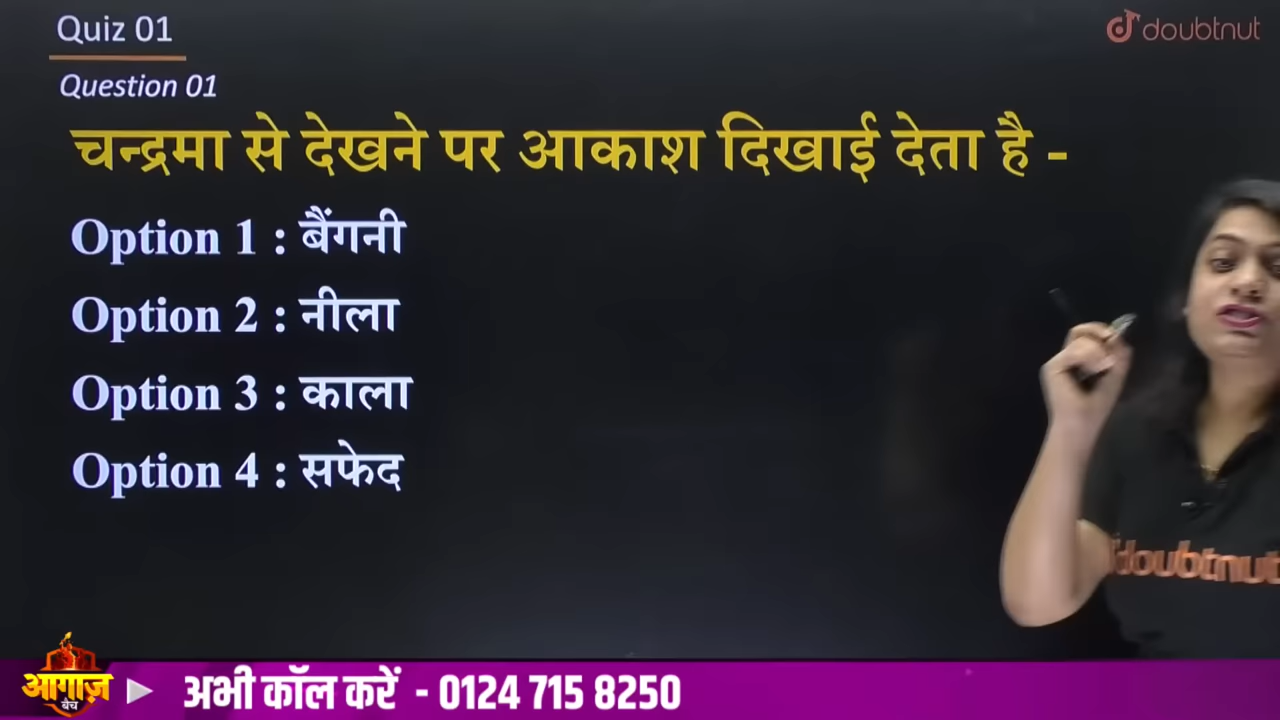 Quiz 01
doubtnut
Question 01
चन्द्रमा से देखने पर आकाश दिखाई देता है -
Option 1 : बैंगनी
Option 2 : नीला
Option 3 : काला
Option 4 : सफेद
doubtnut
आगाज़
बैच
अभी कॉल करें - 0124 715 8250